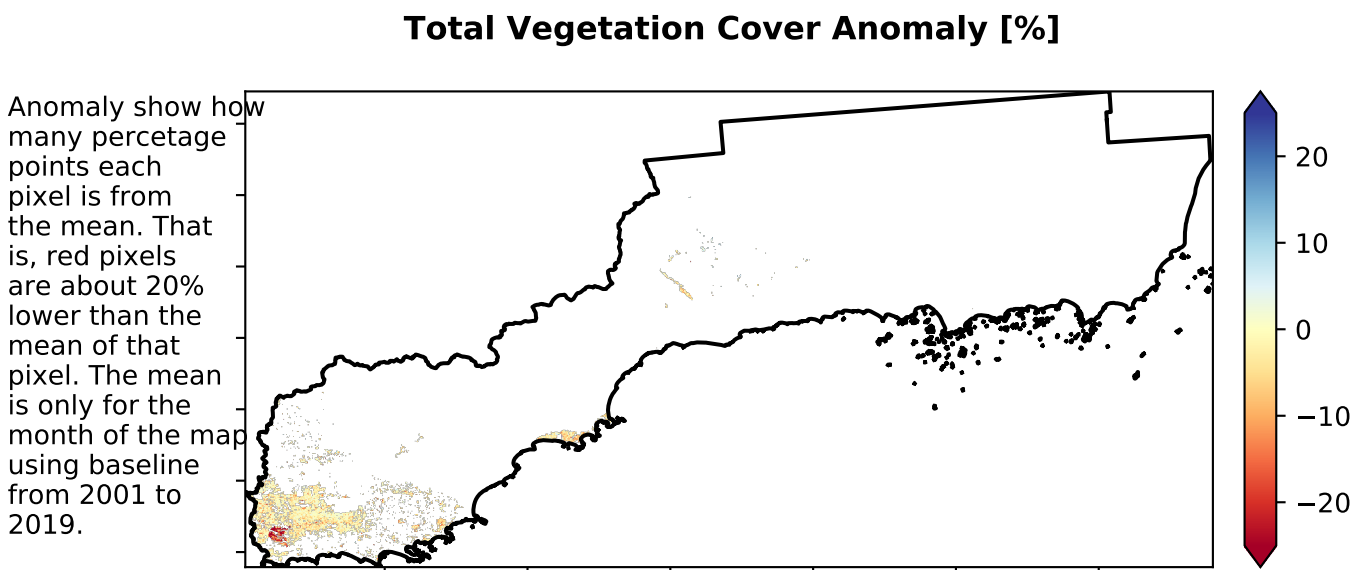 Total Vegetation Cover Anomaly [%]
Anomaly show how
many percetage
points each
pixel is from
the mean. That
is, red pixels
are about 20%
lower than the
mean of that
pixel. The mean
is only for the
month of the map
using baseline
from 2001 to
2019.
20
10
0
−10
−20